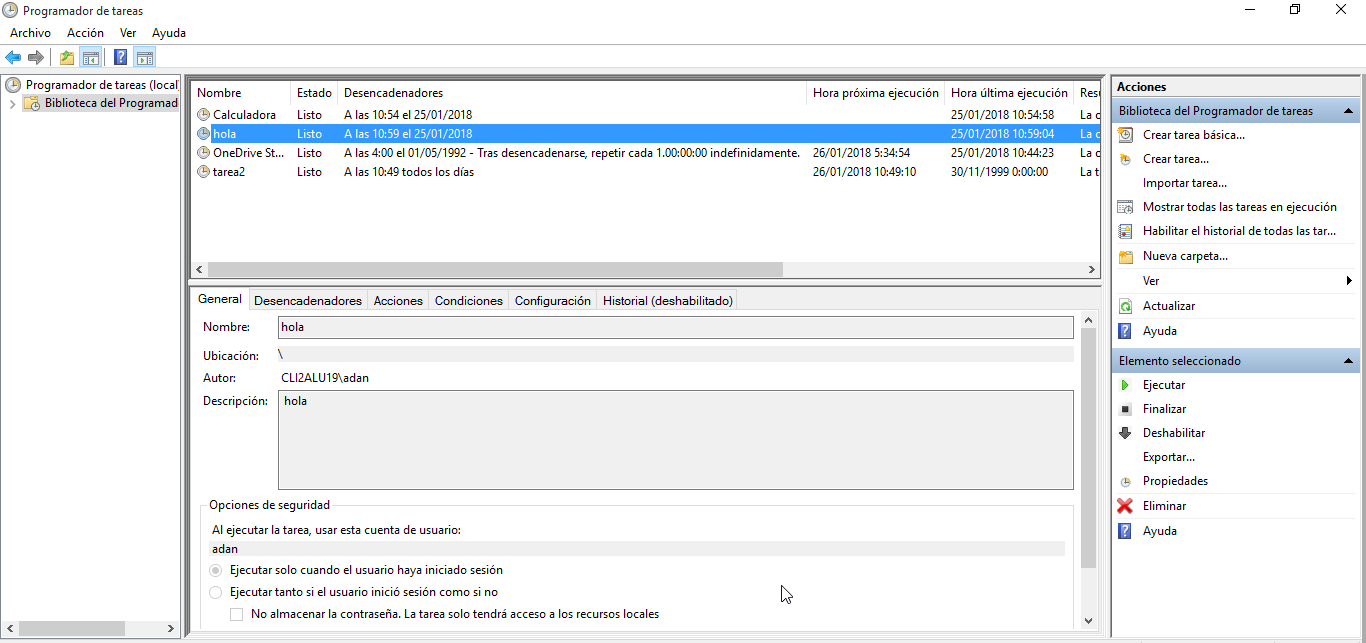 Programador de tareas
Archivo Acción Ver Ayuda
Programador de tareas (local
Biblioteca del Programad
Nombre Estado Desencadenadores Hora próxima ejecución Hora última ejecución Resu
Calculadora Listo A las 10:54 el 25/01/2018 25/01/2018 10:54:58 La c
hola Listo A las 10:59 el 25/01/2018 25/01/2018 10:59:04 La c
OneDrive St... Listo A las 4:00 el 01/05/1992 - Tras desencadenarse, repetir cada 1.00:00:00 indefinidamente. 26/01/2018 5:34:54 25/01/2018 10:44:23 La c
tarea2 Listo A las 10:49 todos los días 26/01/2018 10:49:10 30/11/1999 0:00:00 La t
General Desencadenadores Acciones Condiciones Configuración Historial (deshabilitado)
Nombre: hola
Ubicación: \
Autor: CLI2ALU19\adan
Descripción: hola
Opciones de seguridad
Al ejecutar la tarea, usar esta cuenta de usuario:
adan
Ejecutar solo cuando el usuario haya iniciado sesión
Ejecutar tanto si el usuario inició sesión como si no
No almacenar la contraseña. La tarea solo tendrá acceso a los recursos locales
Acciones
Biblioteca del Programador de tareas
Crear tarea básica...
Crear tarea...
Importar tarea...
Mostrar todas las tareas en ejecución
Habilitar el historial de todas las tar...
Nueva carpeta...
Ver
Actualizar
Ayuda
Elemento seleccionado
Ejecutar
Finalizar
Deshabilitar
Exportar...
Propiedades
Eliminar
Ayuda